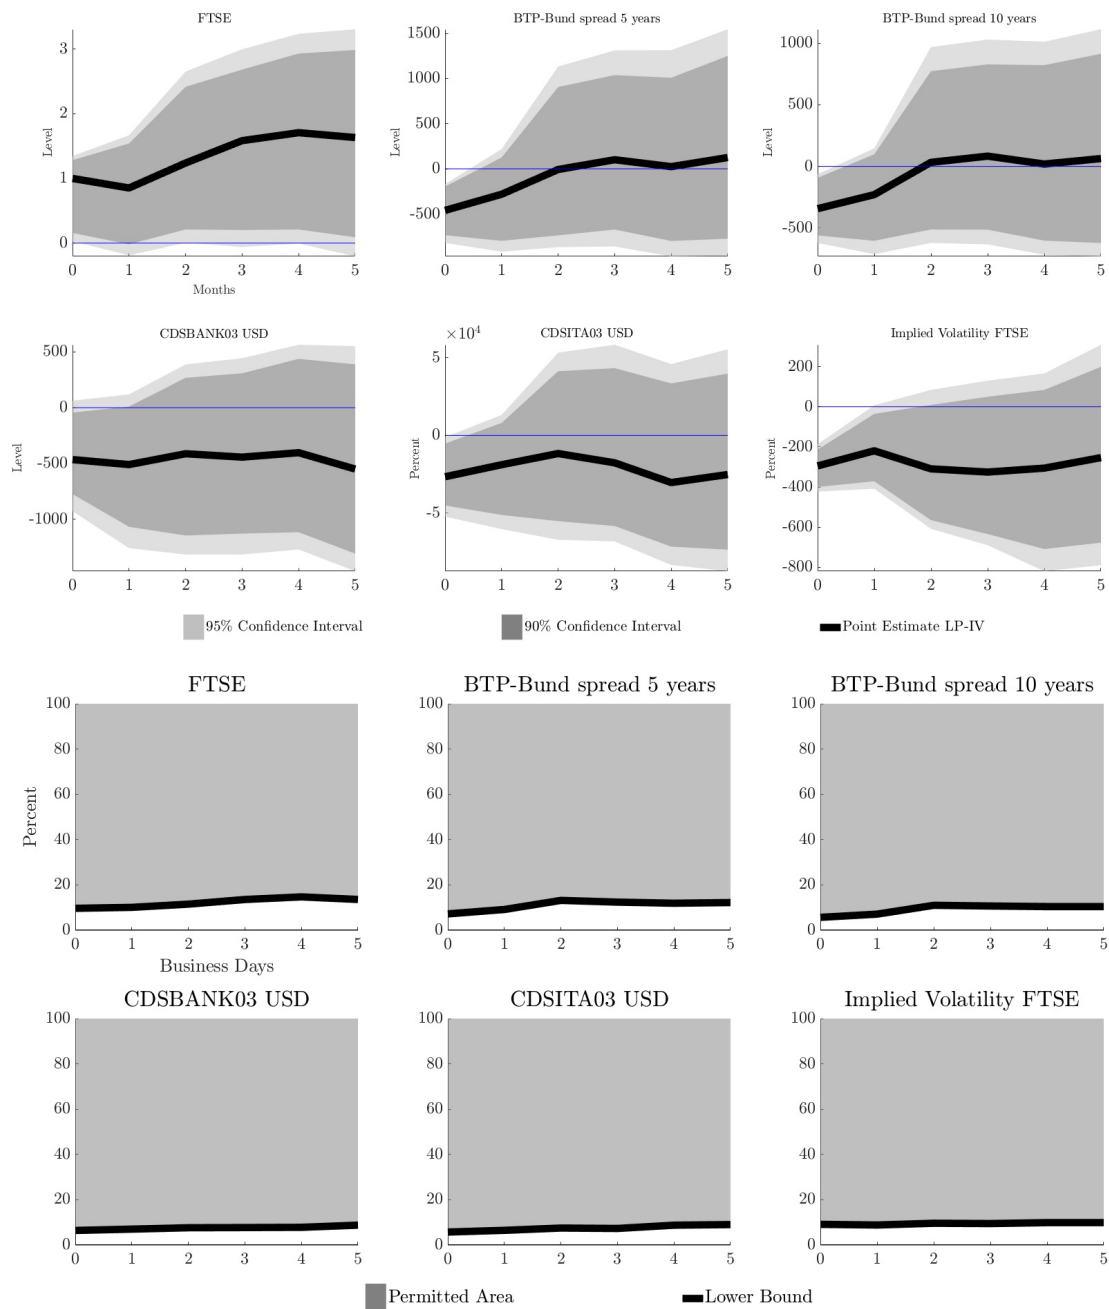 FTSE
BTP-Bund spread 5 years
BTP-Bund spread 10 years
Level
3
2
1
0
0 1 2 3 4 5
Months
Level
1500
1000
500
0
-500
0 1 2 3 4 5
Level
1000
500
0
-500
0 1 2 3 4 5
CDSBANK03 USD
CDSITA03 USD
Implied Volatility FTSE
Level
500
0
-500
-1000
0 1 2 3 4 5
×10⁴
Percent
5
0
-5
0 1 2 3 4 5
Percent
200
0
-200
-400
-600
-800
0 1 2 3 4 5
95% Confidence Interval
90% Confidence Interval
Point Estimate LP-IV
FTSE
BTP-Bund spread 5 years
BTP-Bund spread 10 years
Percent
100
80
60
40
20
0
0 1 2 3 4 5
Business Days
100
80
60
40
20
0
0 1 2 3 4 5
100
80
60
40
20
0
0 1 2 3 4 5
CDSBANK03 USD
CDSITA03 USD
Implied Volatility FTSE
100
80
60
40
20
0
0 1 2 3 4 5
100
80
60
40
20
0
0 1 2 3 4 5
100
80
60
40
20
0
0 1 2 3 4 5
Permitted Area
Lower Bound